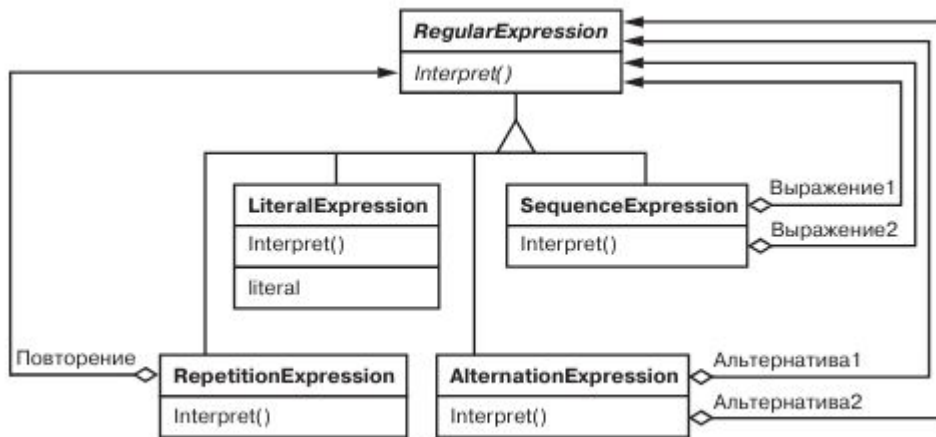 RegularExpression
Interpret()
LiteralExpression
Interpret()
literal
SequenceExpression
Interpret()
Выражение1
Выражение2
Повторение
RepetitionExpression
Interpret()
AlternationExpression
Interpret()
Альтернатива1
Альтернатива2